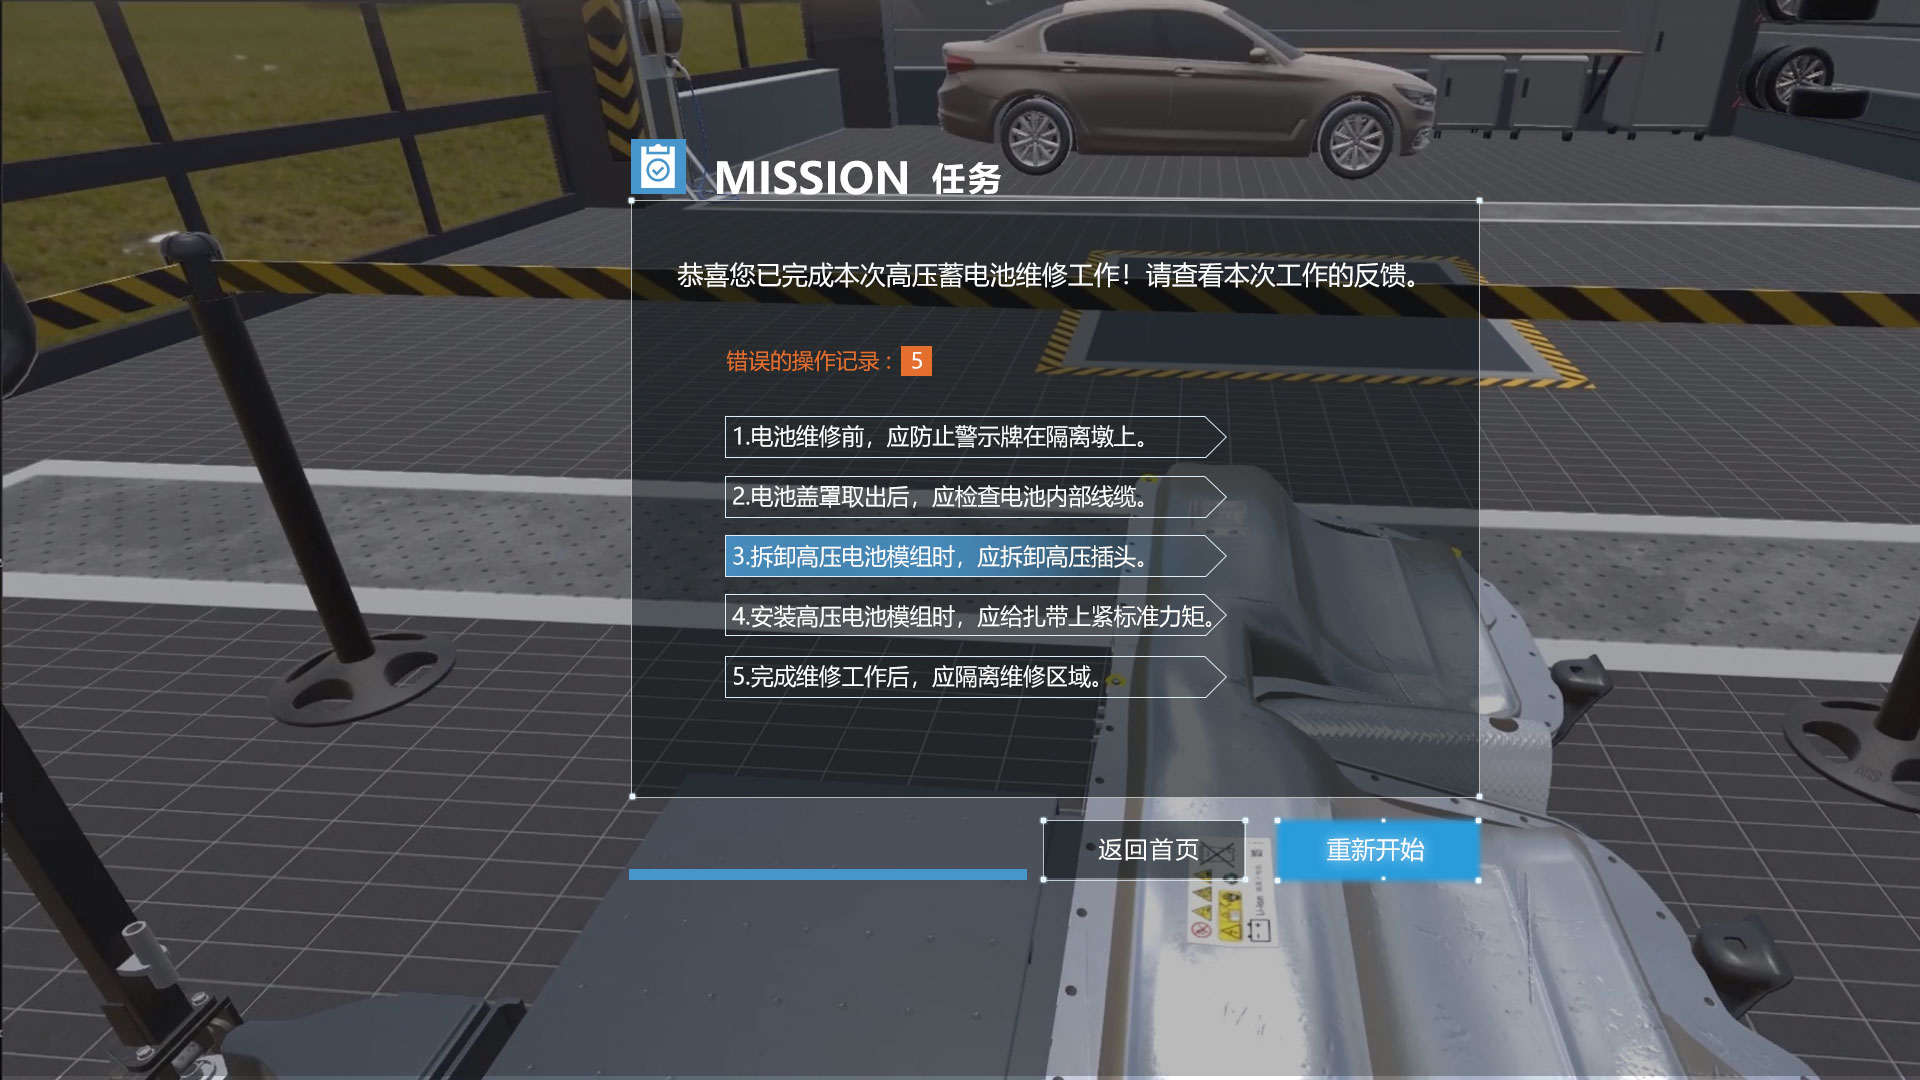 MISSION 任务
恭喜您已完成本次高压蓄电池维修工作！请查看本次工作的反馈。
错误的操作记录：5
1.电池维修前，应防止警示牌在隔离墩上。
2.电池盖罩取出后，应检查电池内部线缆。
3.拆卸高压电池模组时，应拆卸高压插头。
4.安装高压电池模组时，应给扎带上紧标准力矩。
5.完成维修工作后，应隔离维修区域。
返回首页
重新开始
Li-Ion